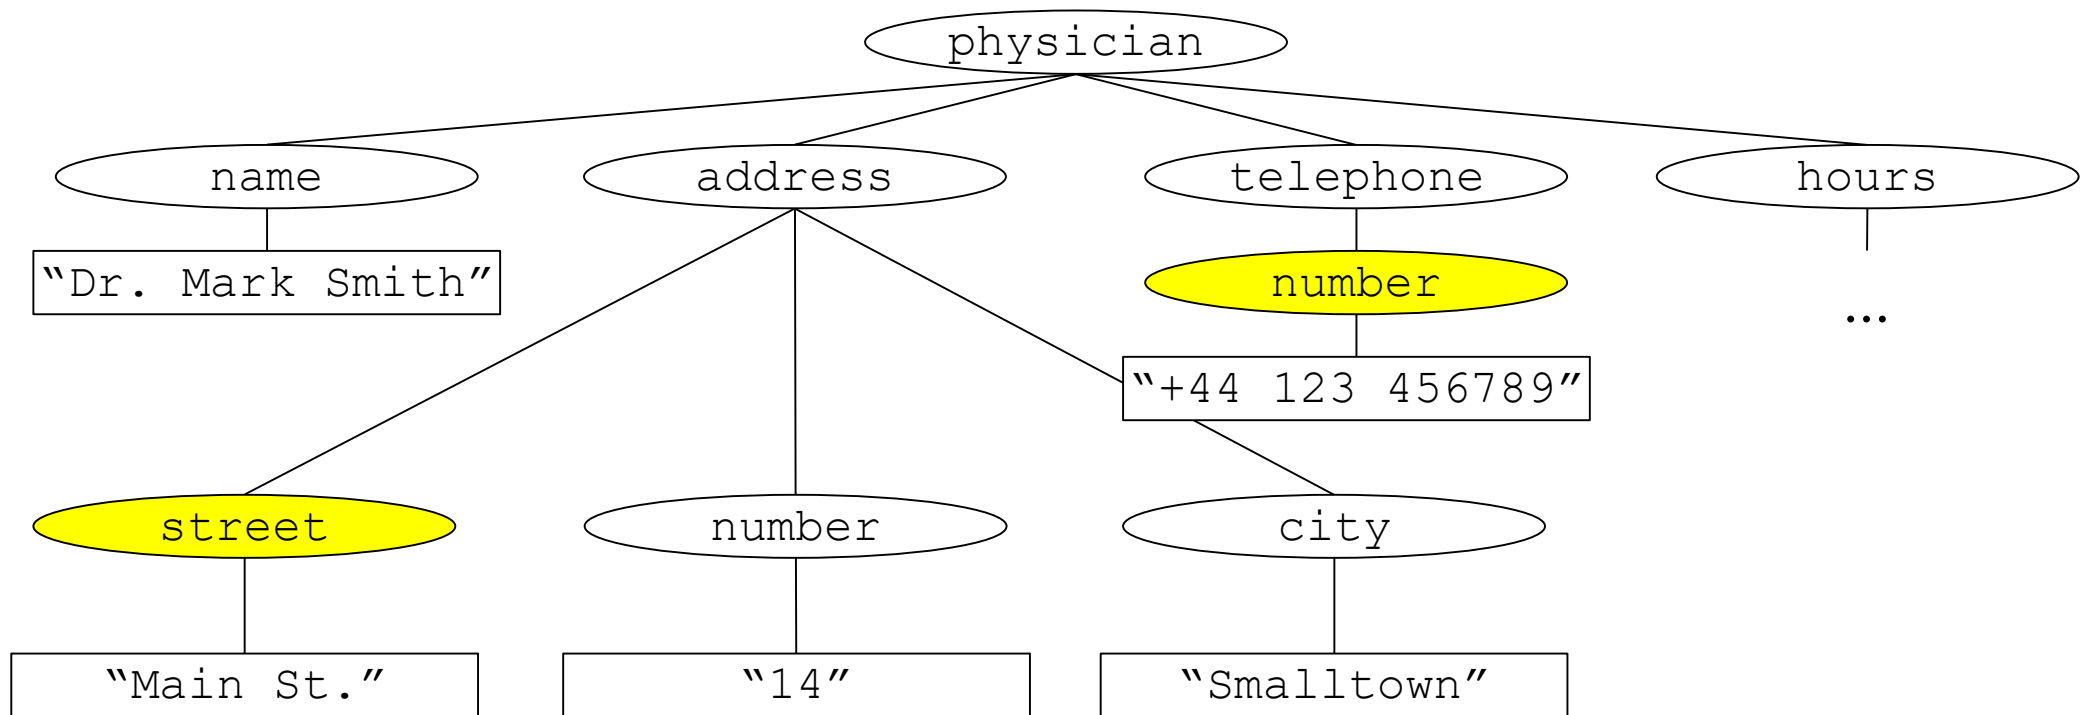 physician
name address telephone hours
“Dr. Mark Smith” number
...
“+44 123 456789”
street number city
“Main St.” “14” “Smalltown”